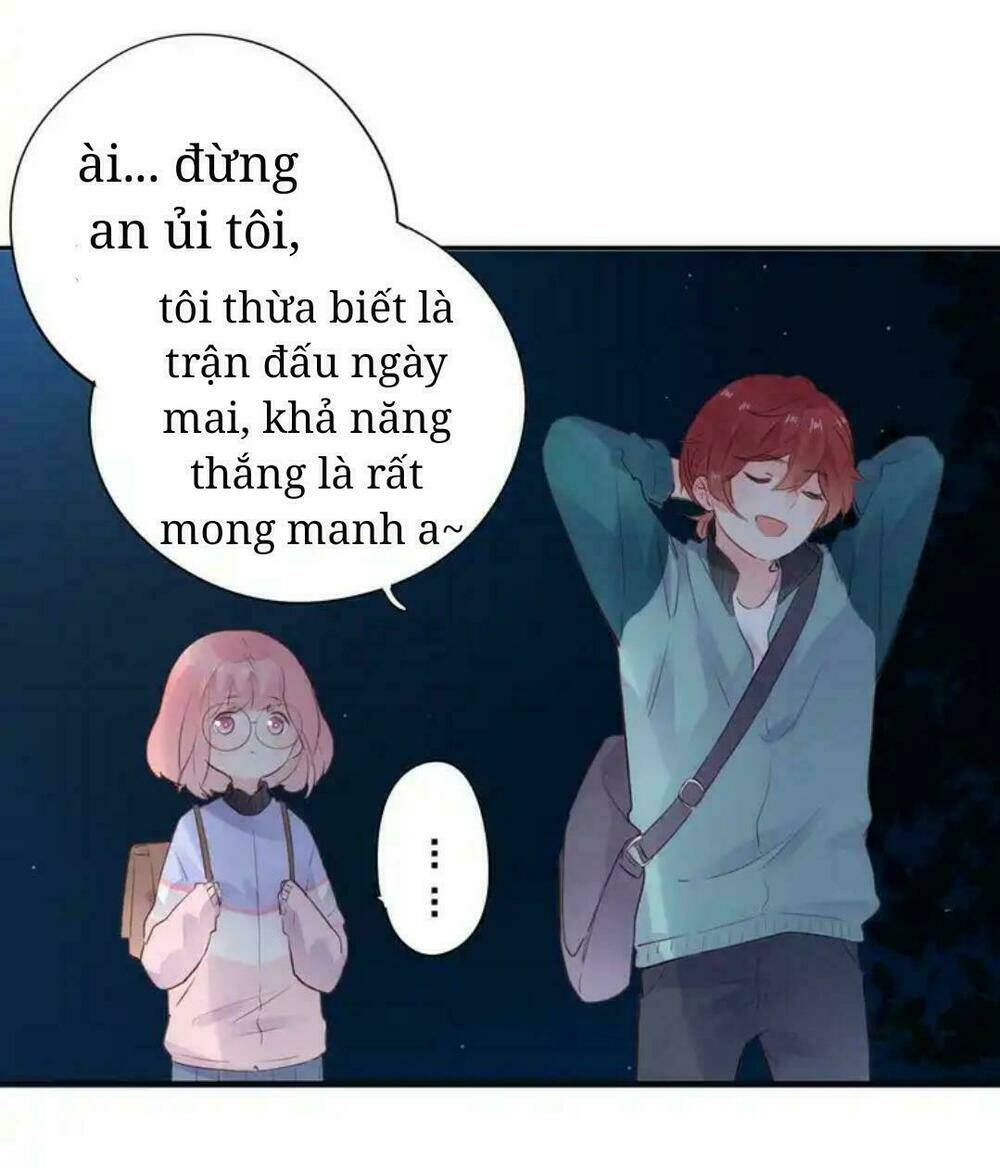 ài... đừng
an ủi tôi,
tôi thừa biết là
trận đấu ngày
mai, khả năng
thắng là rất
mong manh a~
......